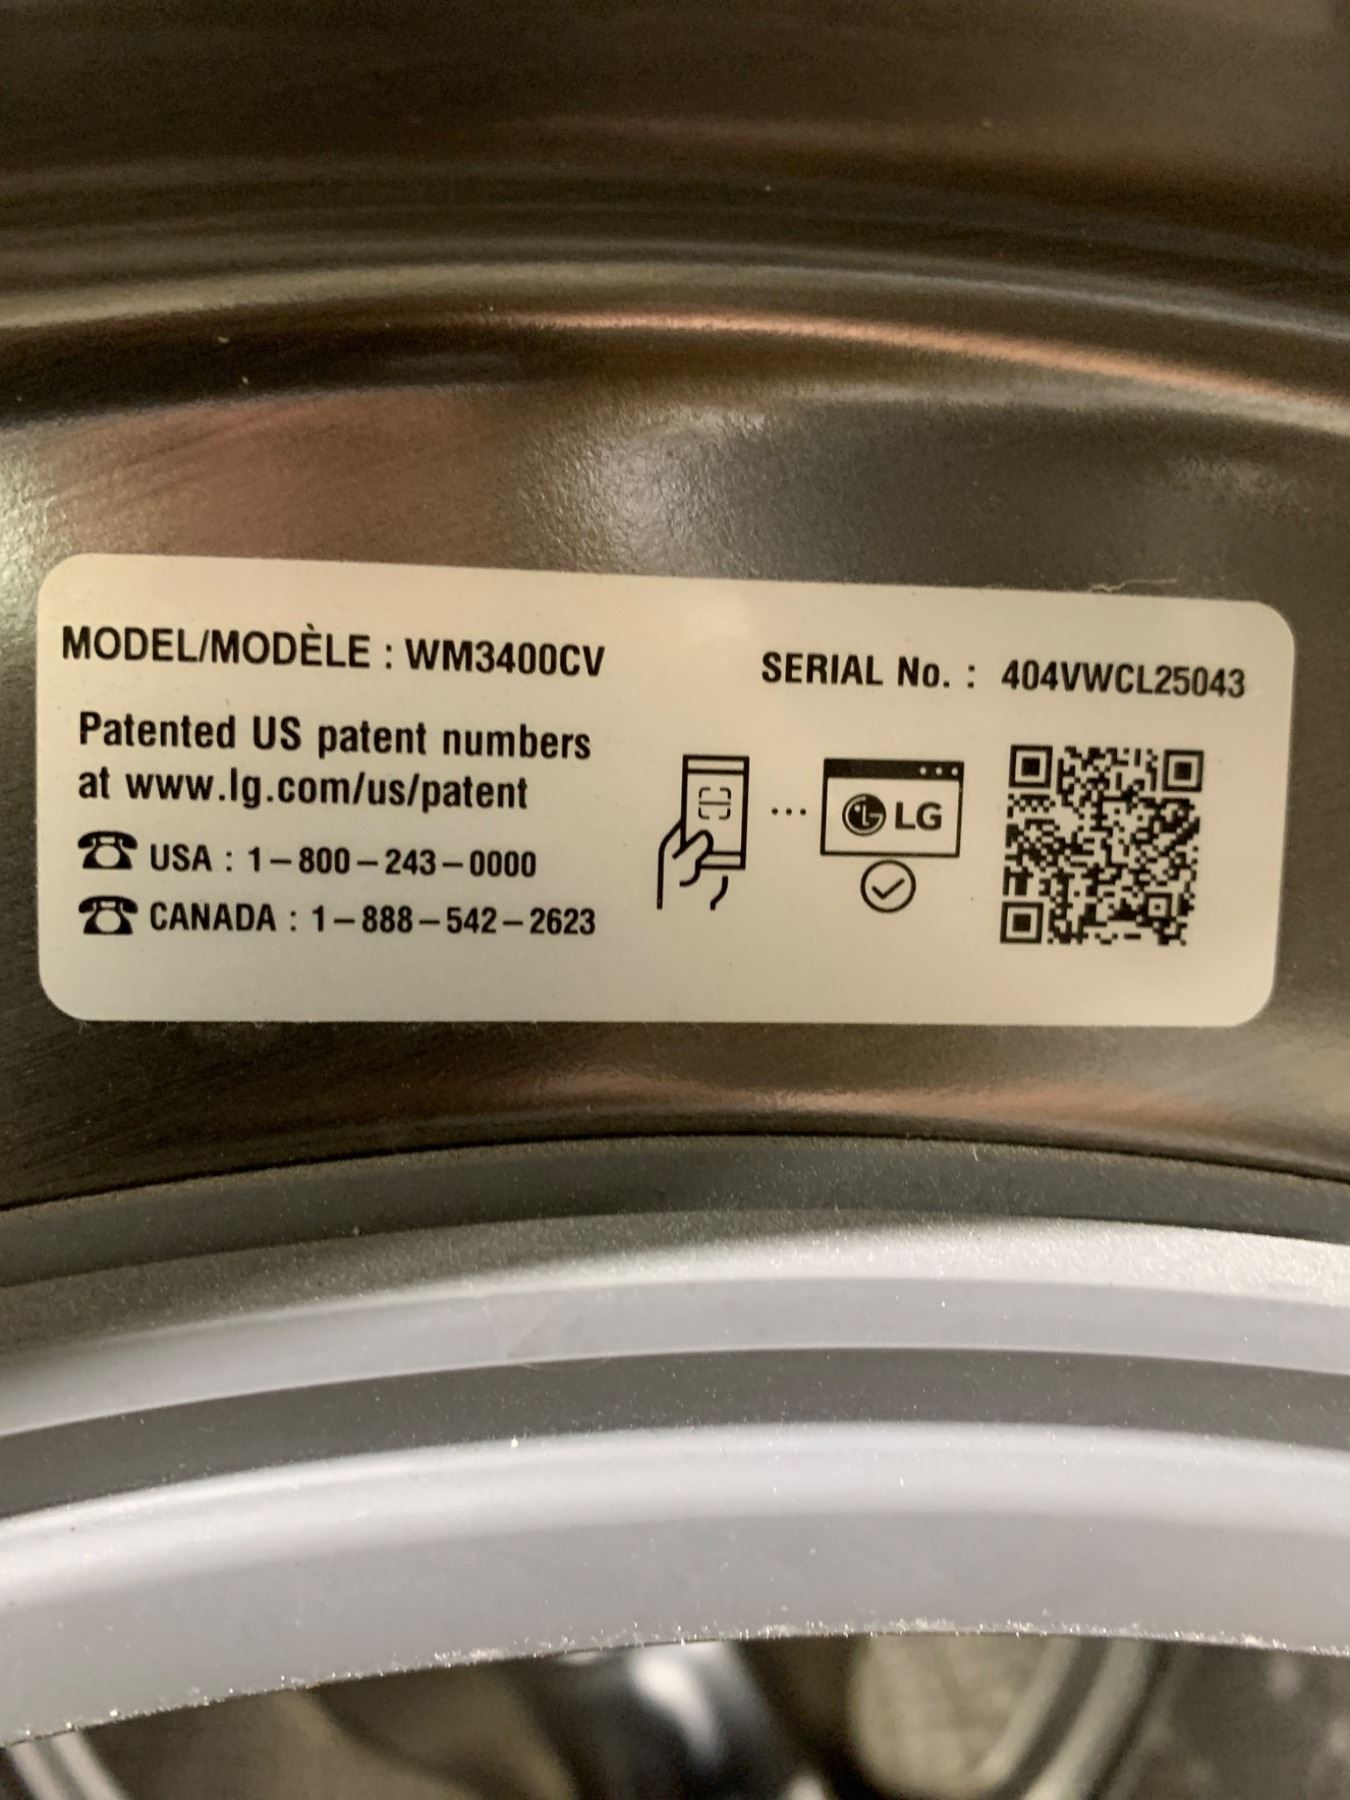 MODEL/MODÈLE : WM3400CV
SERIAL No. : 404VWCL25043
Patented US patent numbers
at www.lg.com/us/patent
USA : 1-800-243-0000
CANADA : 1-888-542-2623
LG